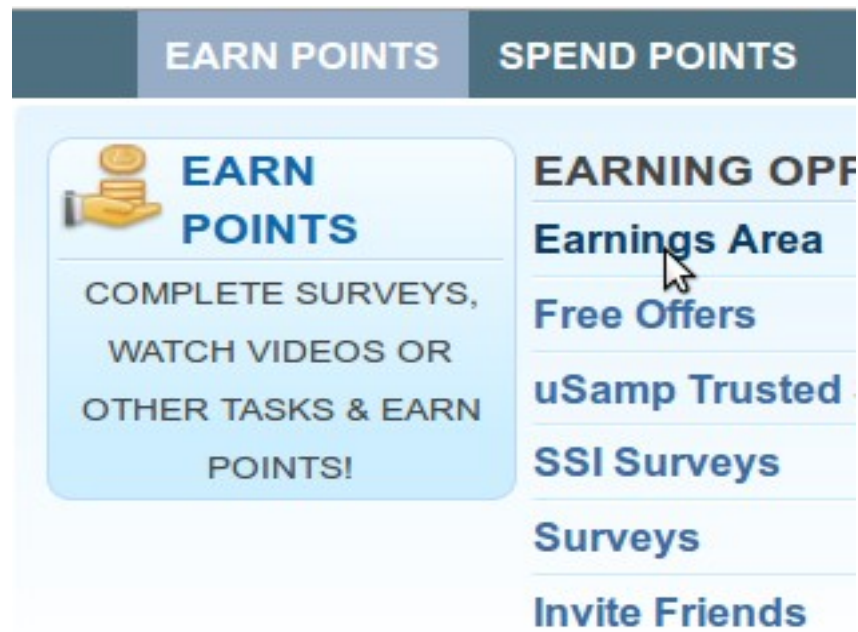 EARN POINTS SPEND POINTS
EARN
POINTS
COMPLETE SURVEYS,
WATCH VIDEOS OR
OTHER TASKS & EARN
POINTS!
EARNING
Earnings Area
Free Offers
uSamp Trusted
SSI Surveys
Surveys
Invite Friends